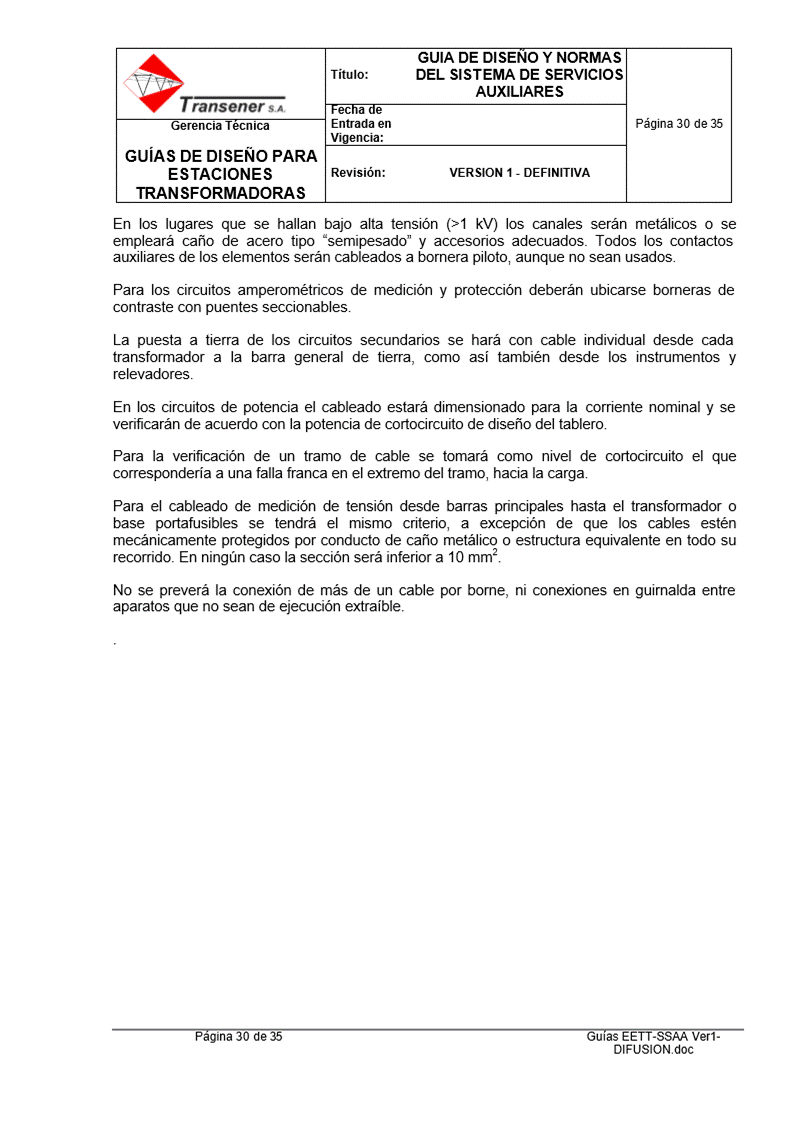 Transener S.A.
Gerencia Técnica
GUÍAS DE DISEÑO PARA
ESTACIONES
TRANSFORMADORAS
Título:
GUIA DE DISEÑO Y NORMAS
DEL SISTEMA DE SERVICIOS
AUXILIARES
Fecha de
Entrada en
Vigencia:
Revisión:
VERSION 1 - DEFINITIVA
Página 30 de 35
En los lugares que se hallan bajo alta tensión (>1 kV) los canales serán metálicos o se
empleará caño de acero tipo “semipesado” y accesorios adecuados. Todos los contactos
auxiliares de los elementos serán cableados a bornera piloto, aunque no sean usados.
Para los circuitos amperométricos de medición y protección deberán ubicarse borneras de
contraste con puentes seccionables.
La puesta a tierra de los circuitos secundarios se hará con cable individual desde cada
transformador a la barra general de tierra, como así también desde los instrumentos y
relevadores.
En los circuitos de potencia el cableado estará dimensionado para la corriente nominal y se
verificarán de acuerdo con la potencia de cortocircuito de diseño del tablero.
Para la verificación de un tramo de cable se tomará como nivel de cortocircuito el que
correspondería a una falla franca en el extremo del tramo, hacia la carga.
Para el cableado de medición de tensión desde barras principales hasta el transformador o
base portafusibles se tendrá el mismo criterio, a excepción de que los cables estén
mecánicamente protegidos por conducto de caño metálico o estructura equivalente en todo su
recorrido. En ningún caso la sección será inferior a 10 mm².
No se preverá la conexión de más de un cable por borne, ni conexiones en guirnalda entre
aparatos que no sean de ejecución extraíble.
.
Página 30 de 35
Guías EETT-SSAA Ver1-
DIFUSION.doc